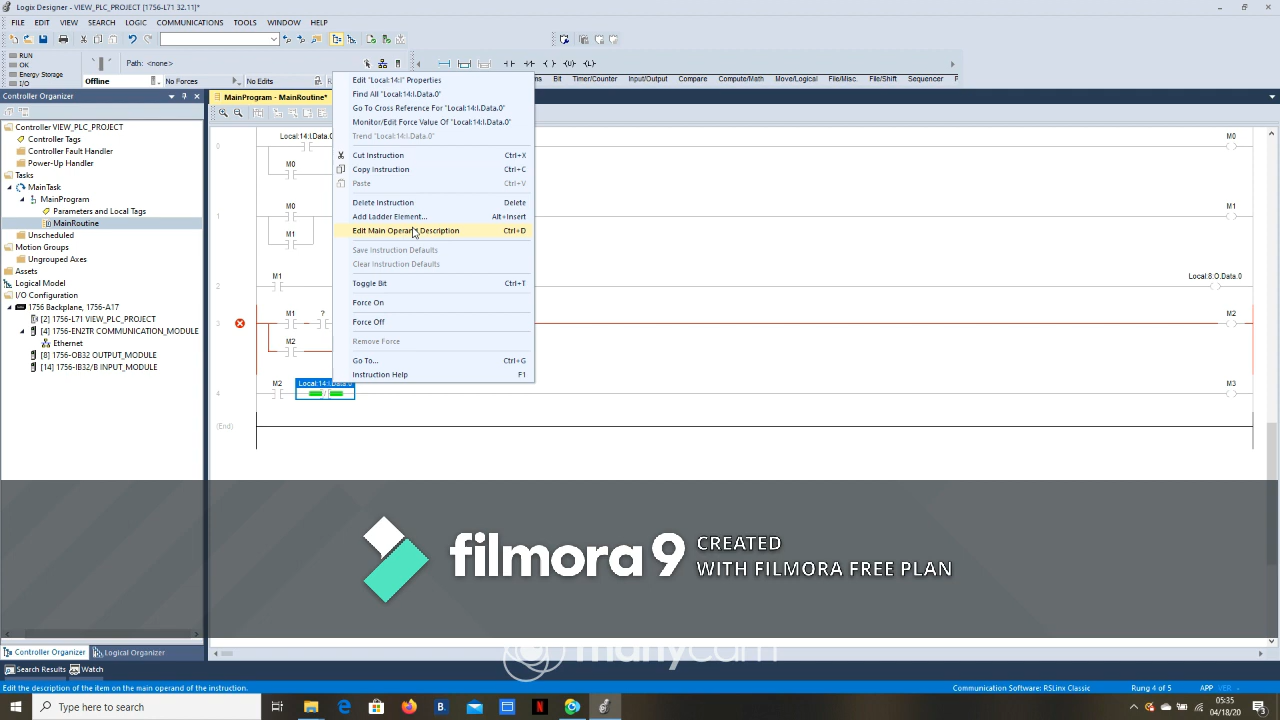 Logix Designer - VIEW_PLC_PROJECT [1756-L71 32.11]*
FILE EDIT VIEW SEARCH LOGIC COMMUNICATIONS TOOLS WINDOW HELP
RUN
OK
Energy Storage
I/O
Path: <none>
Offline
No Forces
No Edits
Bit Timer/Counter Input/Output Compare Compute/Math Move/Logical File/Misc. File/Shift Sequencer
Controller Organizer
Controller VIEW_PLC_PROJECT
Controller Tags
Controller Fault Handler
Power-Up Handler
Tasks
MainTask
MainProgram
Parameters and Local Tags
MainRoutine
Unscheduled
Motion Groups
Ungrouped Axes
Assets
Logical Model
I/O Configuration
1756 Backplane, 1756-A17
[2] 1756-L71 VIEW_PLC_PROJECT
[4] 1756-EN2TR COMMUNICATION_MODULE
Ethernet
[8] 1756-OB32 OUTPUT_MODULE
[14] 1756-IB32/B INPUT_MODULE
MainProgram - MainRoutine*
Edit "Local:14:I" Properties
Find All "Local:14:I.Data.0"
Go To Cross Reference For "Local:14:I.Data.0"
Monitor/Edit Force Value Of "Local:14:I.Data.0"
Trend "Local:14:I.Data.0"
Cut Instruction Ctrl+X
Copy Instruction Ctrl+C
Paste Ctrl+V
Delete Instruction Delete
Add Ladder Element... Alt+Insert
Edit Main Operand Description Ctrl+D
Save Instruction Defaults
Clear Instruction Defaults
Toggle Bit Ctrl+T
Force On
Force Off
Remove Force
Go To... Ctrl+G
Instruction Help F1
Local:14:I.Data.0 M0
0
M0
M0 M1
1
M1
M1 Local:8:O.Data.0
2
M1 ? M2
3
M2
M2 Local:14:I.Data.0 M3
4
(End)
filmora 9
CREATED
WITH FILMORA FREE PLAN
manycam
Controller Organizer Logical Organizer
Search Results Watch
Edit the description of the item on the main operand of the instruction.
Communication Software: RSLinx Classic
Rung 4 of 5
APP VER
Type here to search
05:35
04/18/20